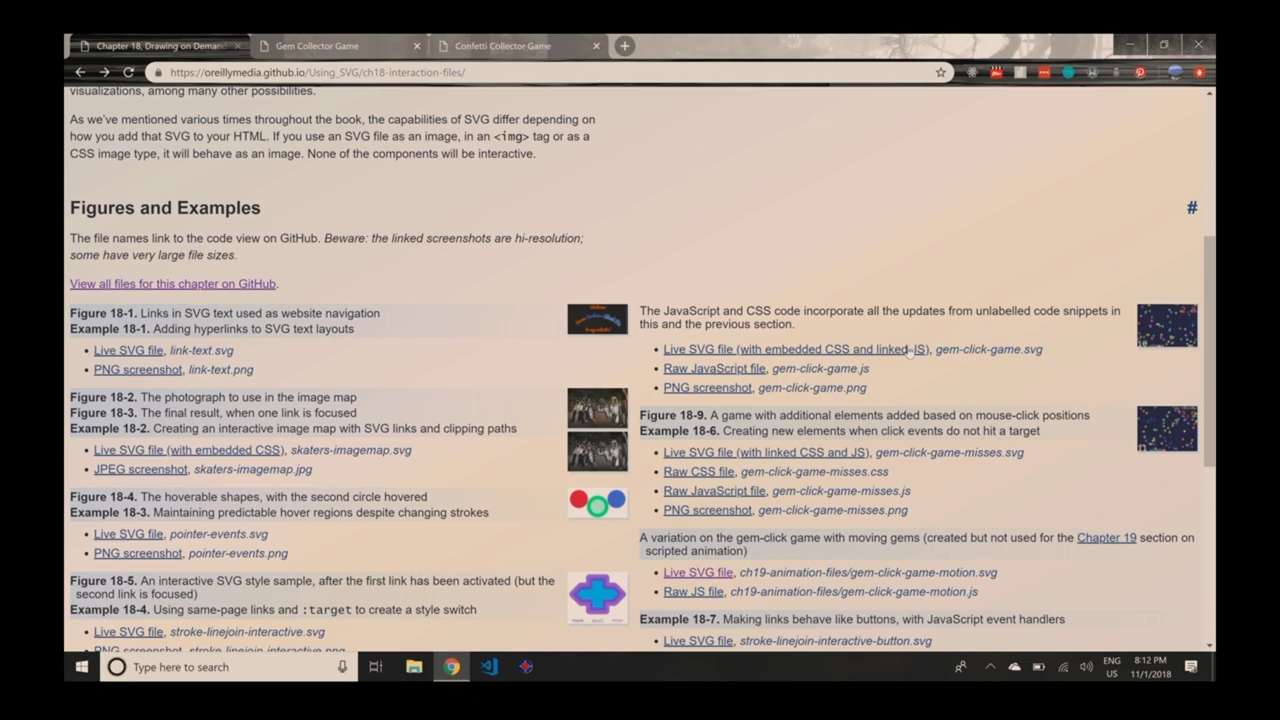 Chapter 18, Drawing on Demand
Gem Collector Game
Confetti Collector Game
https://oreillymedia.github.io/Using_SVG/ch18-interaction-files/
visualizations, among many other possibilities.
As we've mentioned various times throughout the book, the capabilities of SVG differ depending on
how you add that SVG to your HTML. If you use an SVG file as an image, in an <img> tag or as a
CSS image type, it will behave as an image. None of the components will be interactive.
Figures and Examples
#
The file names link to the code view on GitHub. Beware: the linked screenshots are hi-resolution;
some have very large file sizes.
View all files for this chapter on GitHub.
Figure 18-1. Links in SVG text used as website navigation
Example 18-1. Adding hyperlinks to SVG text layouts
• Live SVG file, link-text.svg
• PNG screenshot, link-text.png
Figure 18-2. The photograph to use in the image map
Figure 18-3. The final result, when one link is focused
Example 18-2. Creating an interactive image map with SVG links and clipping paths
• Live SVG file (with embedded CSS), skaters-imagemap.svg
• JPEG screenshot, skaters-imagemap.jpg
Figure 18-4. The hoverable shapes, with the second circle hovered
Example 18-3. Maintaining predictable hover regions despite changing strokes
• Live SVG file, pointer-events.svg
• PNG screenshot, pointer-events.png
Figure 18-5. An interactive SVG style sample, after the first link has been activated (but the
second link is focused)
Example 18-4. Using same-page links and :target to create a style switch
• Live SVG file, stroke-linejoin-interactive.svg
• PNG screenshot, stroke-linejoin-interactive.png
The JavaScript and CSS code incorporate all the updates from unlabelled code snippets in
this and the previous section.
• Live SVG file (with embedded CSS and linked JS), gem-click-game.svg
• Raw JavaScript file, gem-click-game.js
• PNG screenshot, gem-click-game.png
Figure 18-9. A game with additional elements added based on mouse-click positions
Example 18-6. Creating new elements when click events do not hit a target
• Live SVG file (with linked CSS and JS), gem-click-game-misses.svg
• Raw CSS file, gem-click-game-misses.css
• Raw JavaScript file, gem-click-game-misses.js
• PNG screenshot, gem-click-game-misses.png
A variation on the gem-click game with moving gems (created but not used for the Chapter 19 section on
scripted animation)
• Live SVG file, ch19-animation-files/gem-click-game-motion.svg
• Raw JS file, ch19-animation-files/gem-click-game-motion.js
Example 18-7. Making links behave like buttons, with JavaScript event handlers
• Live SVG file, stroke-linejoin-interactive-button.svg
Type here to search
ENG
US
8:12 PM
11/1/2018